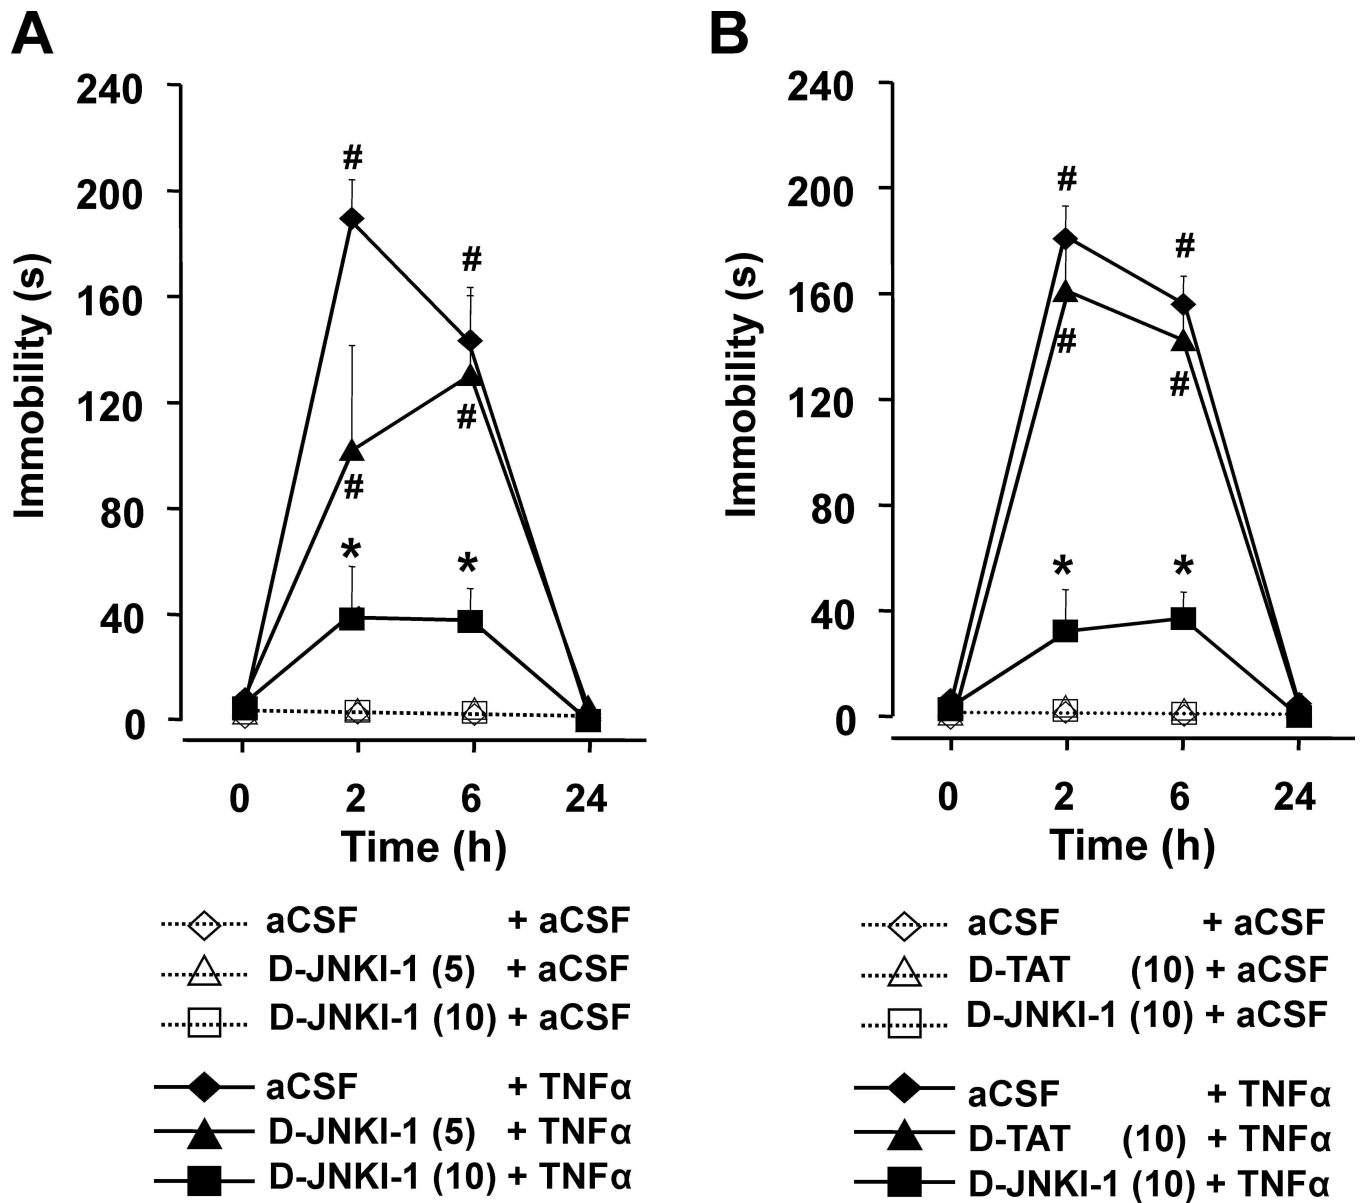 A
240
200
160
120
80
40
0
Immobility (s)
#
#
#
#
*
*
0 2 6 24
Time (h)
aCSF + aCSF
D-JNKI-1 (5) + aCSF
D-JNKI-1 (10) + aCSF
aCSF + TNFα
D-JNKI-1 (5) + TNFα
D-JNKI-1 (10) + TNFα
B
240
200
160
120
80
40
0
Immobility (s)
#
#
#
#
*
*
0 2 6 24
Time (h)
aCSF + aCSF
D-TAT (10) + aCSF
D-JNKI-1 (10) + aCSF
aCSF + TNFα
D-TAT (10) + TNFα
D-JNKI-1 (10) + TNFα